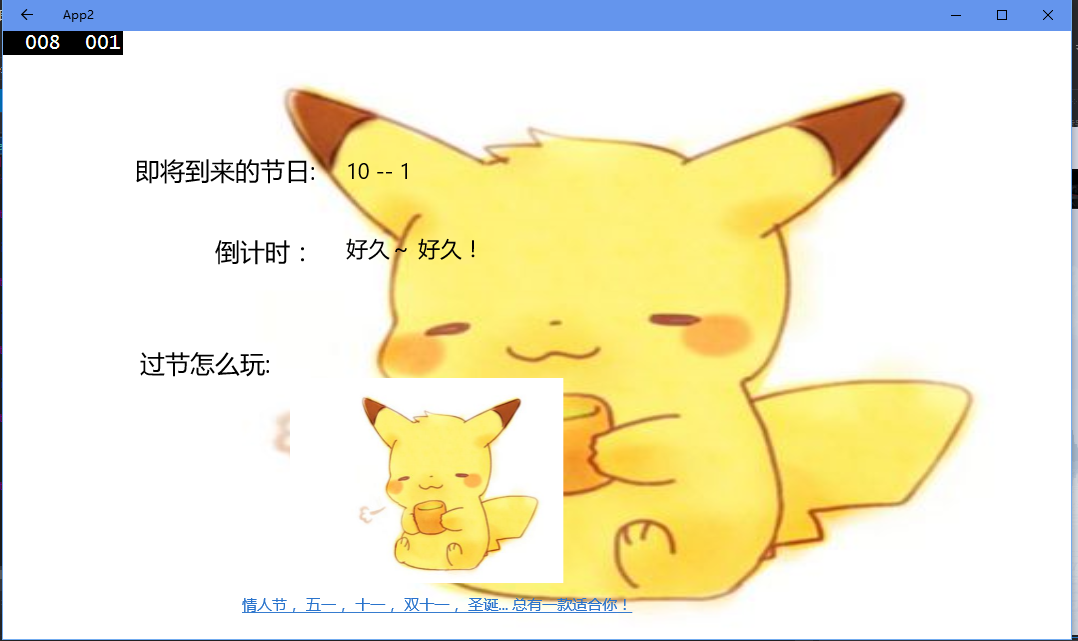 App2
008 001
即将到来的节日: 10 -- 1
倒计时： 好久~ 好久！
过节怎么玩:
情人节，五一，十一，双十一，圣诞... 总有一款适合你！